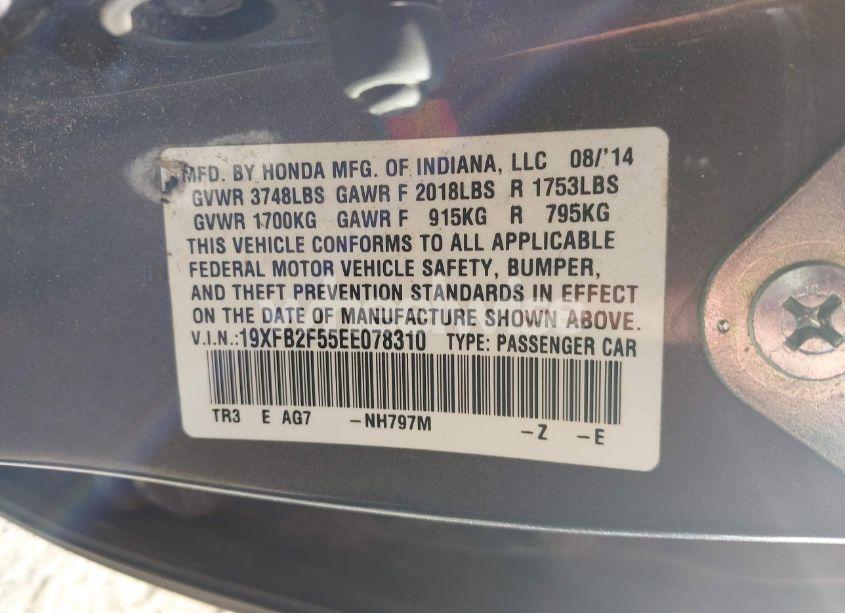 MFD. BY HONDA MFG. OF INDIANA, LLC 08/'14
GVWR 3748LBS GAWR F 2018LBS R 1753LBS
GVWR 1700KG GAWR F 915KG R 795KG
THIS VEHICLE CONFORMS TO ALL APPLICABLE
FEDERAL MOTOR VEHICLE SAFETY, BUMPER,
AND THEFT PREVENTION STANDARDS IN EFFECT
ON THE DATE OF MANUFACTURE SHOWN ABOVE.
V.I.N.:19XFB2F55EE078310 TYPE: PASSENGER CAR
TR3 E AG7 -NH797M -Z -E